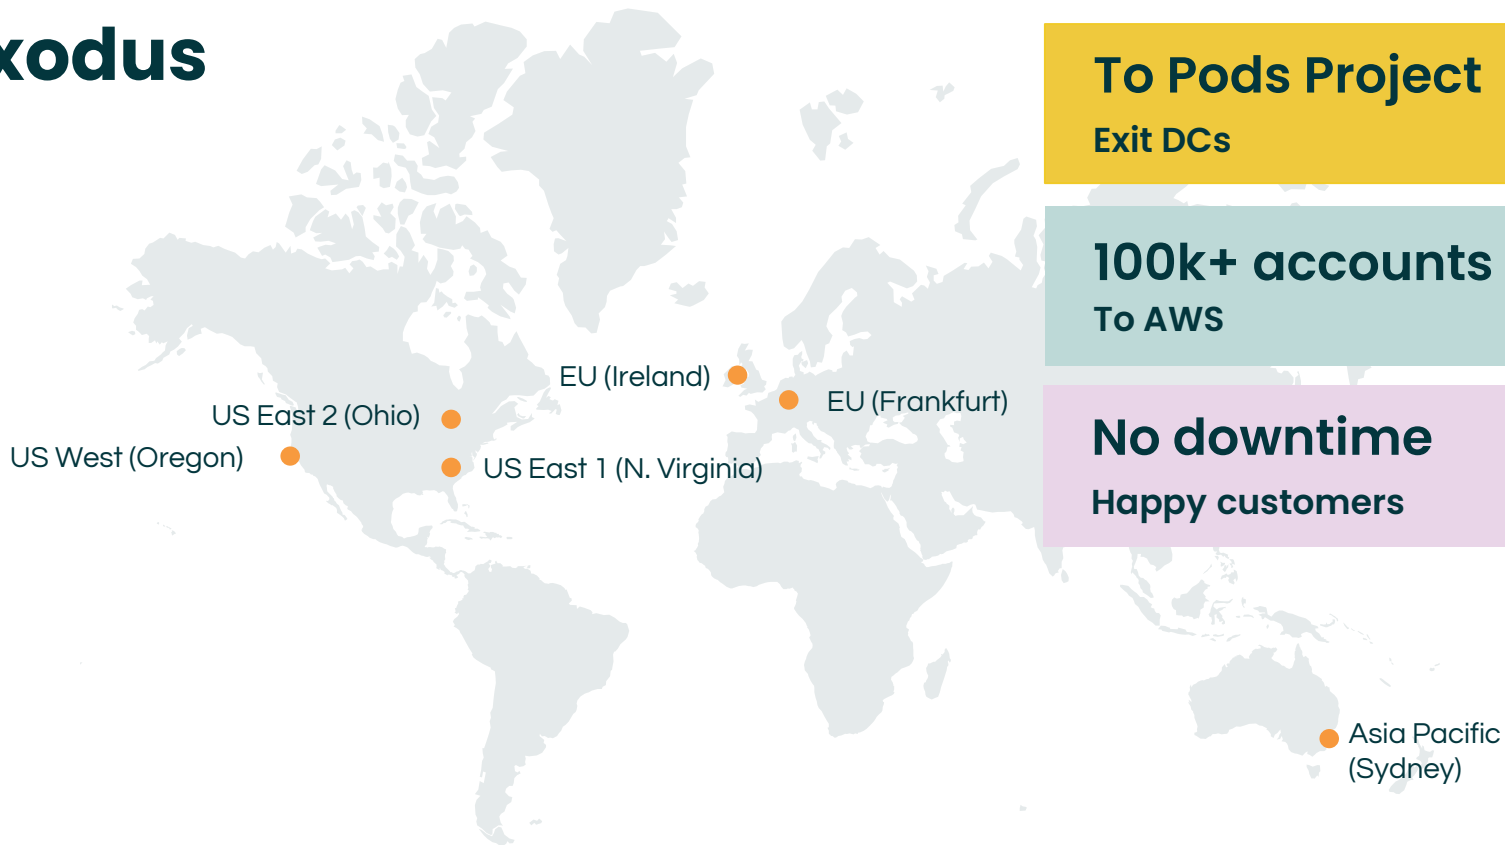 xodus
To Pods Project
Exit DCs
100k+ accounts
To AWS
No downtime
Happy customers
EU (Ireland)
EU (Frankfurt)
US East 2 (Ohio)
US West (Oregon)
US East 1 (N. Virginia)
Asia Pacific
(Sydney)